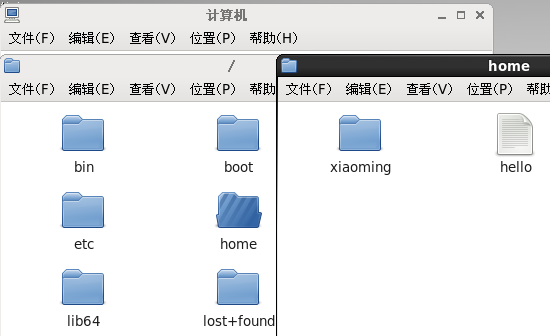 计算机
文件(F) 编辑(E) 查看(V) 位置(P) 帮助(H)
/
文件(F) 编辑(E) 查看(V) 位置(P) 帮助
bin boot
etc home
lib64 lost+found
home
文件(F) 编辑(E) 查看(V) 位置(P) 帮助
xiaoming hello